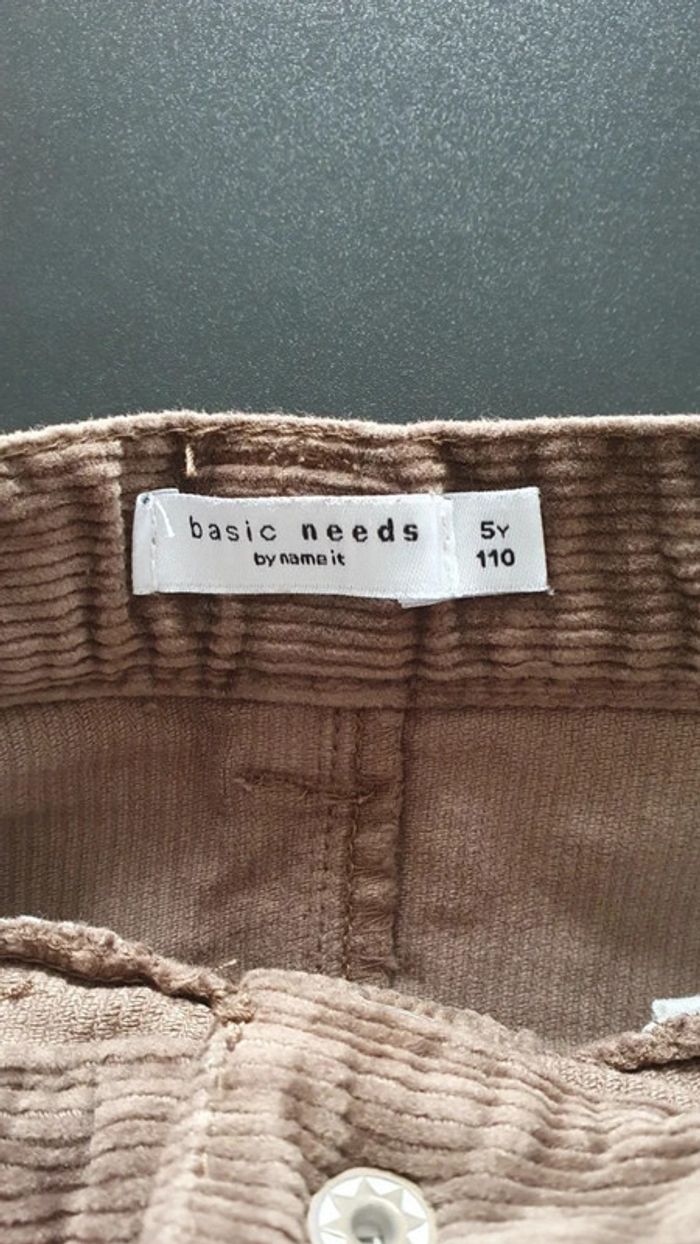 basic needs
by name it
5Y
110